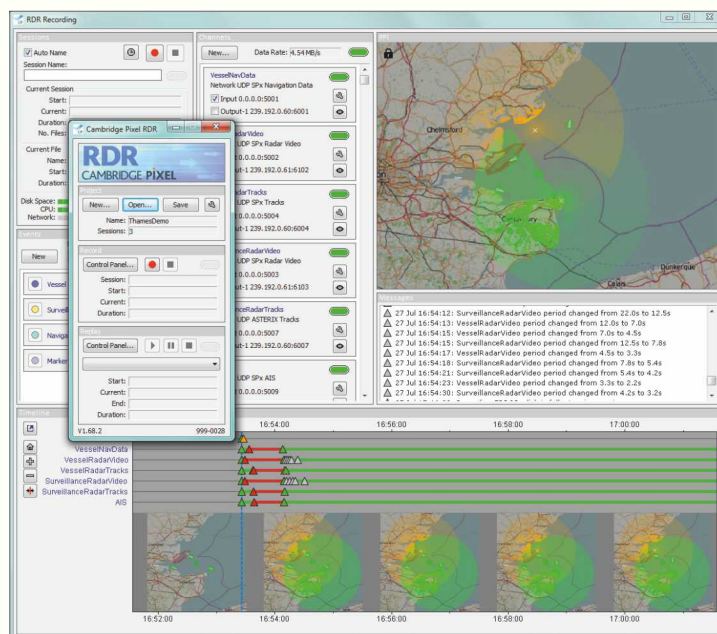 RDR Recording
Sessions
Auto Name
Session Name:
Current Session
Start:
Current:
Duration:
No. Files:
Current File
Name:
Start:
Duration:
Disk Space:
CPU:
Network:
Events
New
Vessel
Surveil
Naviga
Marker
Channels
New...
Data Rate: 4.54 MB/s
VesselNavData
Network UDP SPx Navigation Data
Input 0.0.0.0:5001
Output-1 239.192.0.60:6001
adarVideo
UDP SPx Radar Video
0.0.0.0:5002
ut-1 239.192.0.61:6102
adarTracks
UDP SPx Tracks
0.0.0.0:5004
ut-1 239.192.0.60:6004
anceRadarVideo
UDP SPx Radar Video
0.0.0.0:5003
ut-1 239.192.0.61:6103
anceRadarTracks
UDP ASTERIX Tracks
0.0.0.0:5007
ut-1 239.192.0.60:6007
UDP SPx AIS
0.0.0.0:5009
Cambridge Pixel RDR
RDR
CAMBRIDGE PIXEL
Project
New...
Open...
Save
Name: ThamesDemo
Sessions: 3
Record
Control Panel...
Session:
Start:
Current:
Duration:
Replay
Control Panel...
Start:
Current:
End:
Duration:
V1.68.2
999-0028
PPI
Chelmsford
Dunkerque
Calais
Messages
27 Jul 16:54:12: SurveillanceRadarVideo period changed from 22.0s to 12.5s
27 Jul 16:54:13: VesselRadarVideo period changed from 12.0s to 7.0s
27 Jul 16:54:15: VesselRadarVideo period changed from 7.0s to 4.5s
27 Jul 16:54:15: SurveillanceRadarVideo period changed from 12.5s to 7.8s
27 Jul 16:54:17: VesselRadarVideo period changed from 4.5s to 3.3s
27 Jul 16:54:18: SurveillanceRadarVideo period changed from 7.8s to 5.4s
27 Jul 16:54:21: SurveillanceRadarVideo period changed from 5.4s to 4.2s
27 Jul 16:54:23: VesselRadarVideo period changed from 3.3s to 2.2s
27 Jul 16:54:30: SurveillanceRadarVideo period changed from 4.2s to 3.2s
Timeline
16:54:00
16:56:00
16:58:00
17:00:00
VesselNavData
VesselRadarVideo
VesselRadarTracks
SurveillanceRadarVideo
SurveillanceRadarTracks
AIS
16:52:00
16:54:00
16:56:00
16:58:00
17:00:00